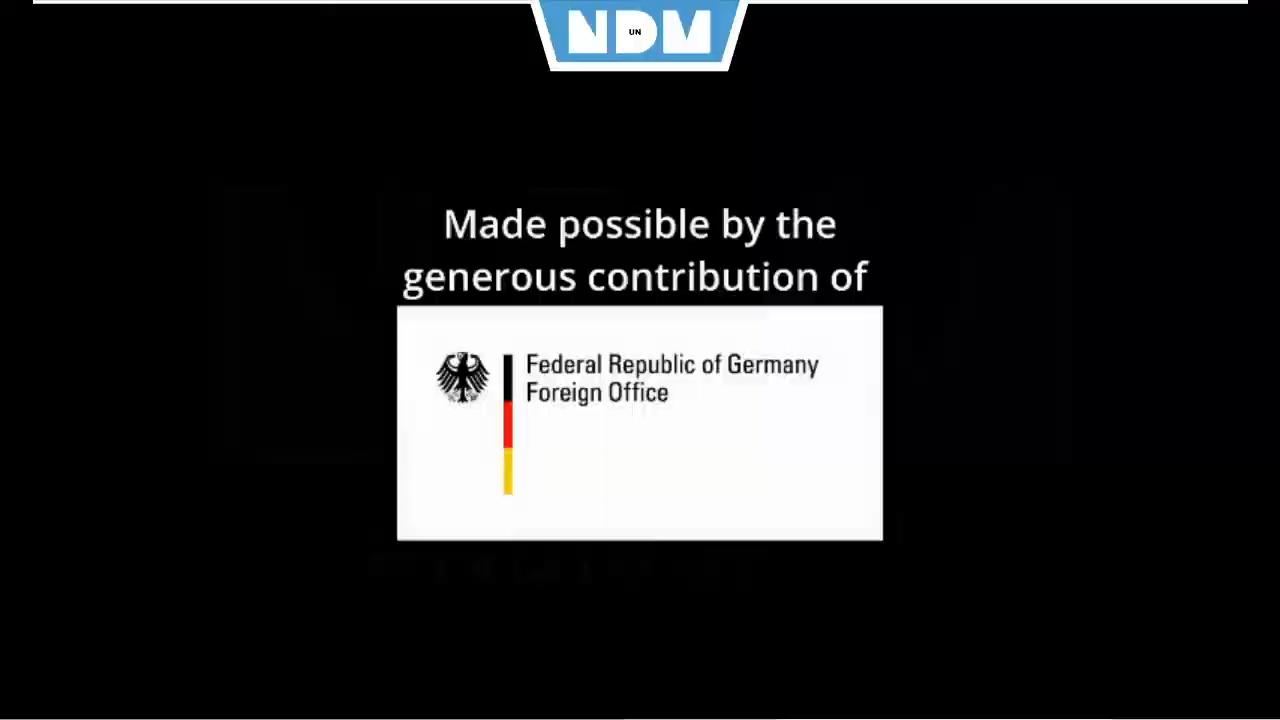 NDM
UN
Made possible by the
generous contribution of
Federal Republic of Germany
Foreign Office